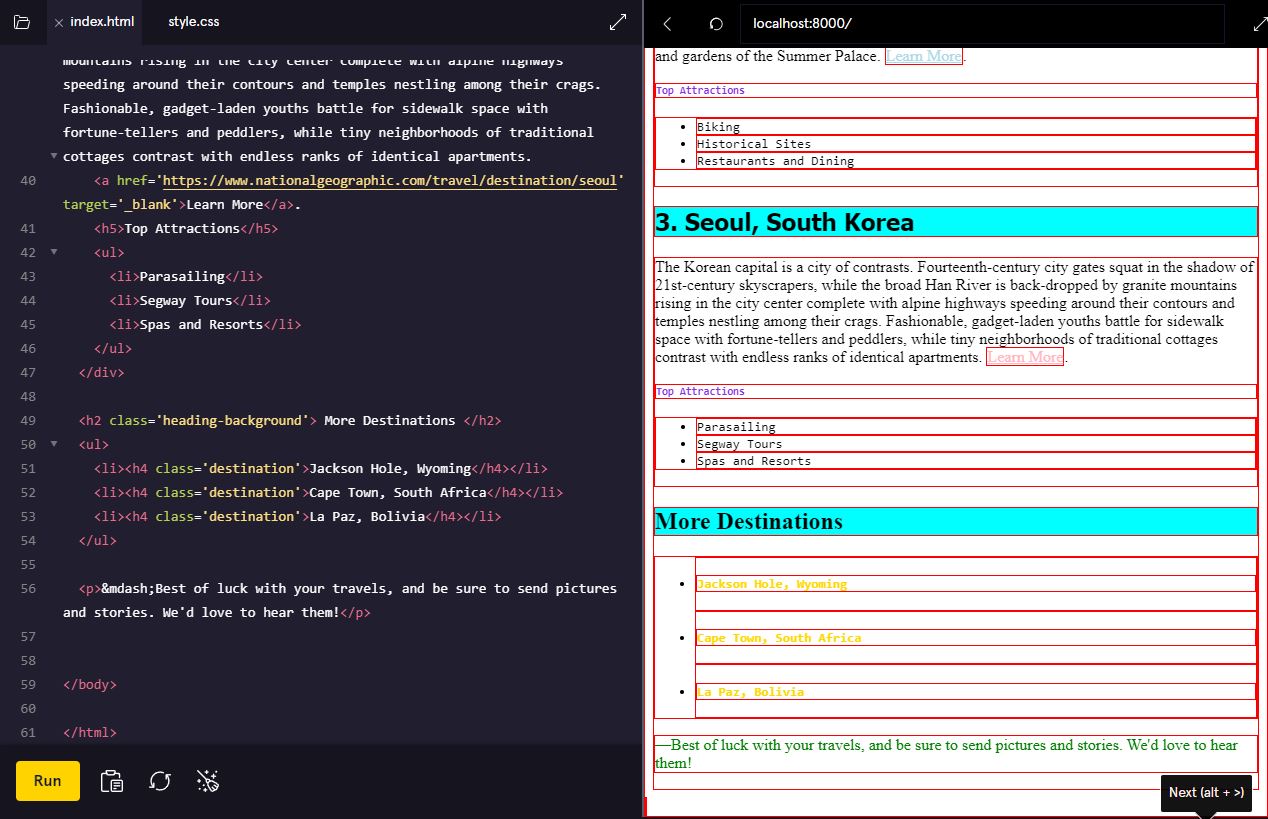 index.html
style.css
mountains rising in the city center complete with alpine highways
speeding around their contours and temples nestling among their crags.
Fashionable, gadget-laden youths battle for sidewalk space with
fortune-tellers and peddlers, while tiny neighborhoods of traditional
cottages contrast with endless ranks of identical apartments.
40 <a href='https://www.nationalgeographic.com/travel/destination/seoul'
target='_blank'>Learn More</a>.
41 <h5>Top Attractions</h5>
42 <ul>
43 <li>Parasailing</li>
44 <li>Segway Tours</li>
45 <li>Spas and Resorts</li>
46 </ul>
47 </div>
48
49 <h2 class='heading-background'> More Destinations </h2>
50 <ul>
51 <li><h4 class='destination'>Jackson Hole, Wyoming</h4></li>
52 <li><h4 class='destination'>Cape Town, South Africa</h4></li>
53 <li><h4 class='destination'>La Paz, Bolivia</h4></li>
54 </ul>
55
56 <p>&mdash;Best of luck with your travels, and be sure to send pictures
and stories. We'd love to hear them!</p>
57
58
59 </body>
60
61 </html>
Run
localhost:8000/
and gardens of the Summer Palace. Learn More.
Top Attractions
• Biking
• Historical Sites
• Restaurants and Dining
3. Seoul, South Korea
The Korean capital is a city of contrasts. Fourteenth-century city gates squat in the shadow of
21st-century skyscrapers, while the broad Han River is back-dropped by granite mountains
rising in the city center complete with alpine highways speeding around their contours and
temples nestling among their crags. Fashionable, gadget-laden youths battle for sidewalk
space with fortune-tellers and peddlers, while tiny neighborhoods of traditional cottages
contrast with endless ranks of identical apartments. Learn More.
Top Attractions
• Parasailing
• Segway Tours
• Spas and Resorts
More Destinations
• Jackson Hole, Wyoming
• Cape Town, South Africa
• La Paz, Bolivia
—Best of luck with your travels, and be sure to send pictures and stories. We'd love to hear
them!
Next (alt + >)